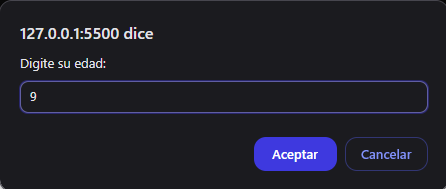 127.0.0.1:5500 dice
Digite su edad:
9
Aceptar
Cancelar